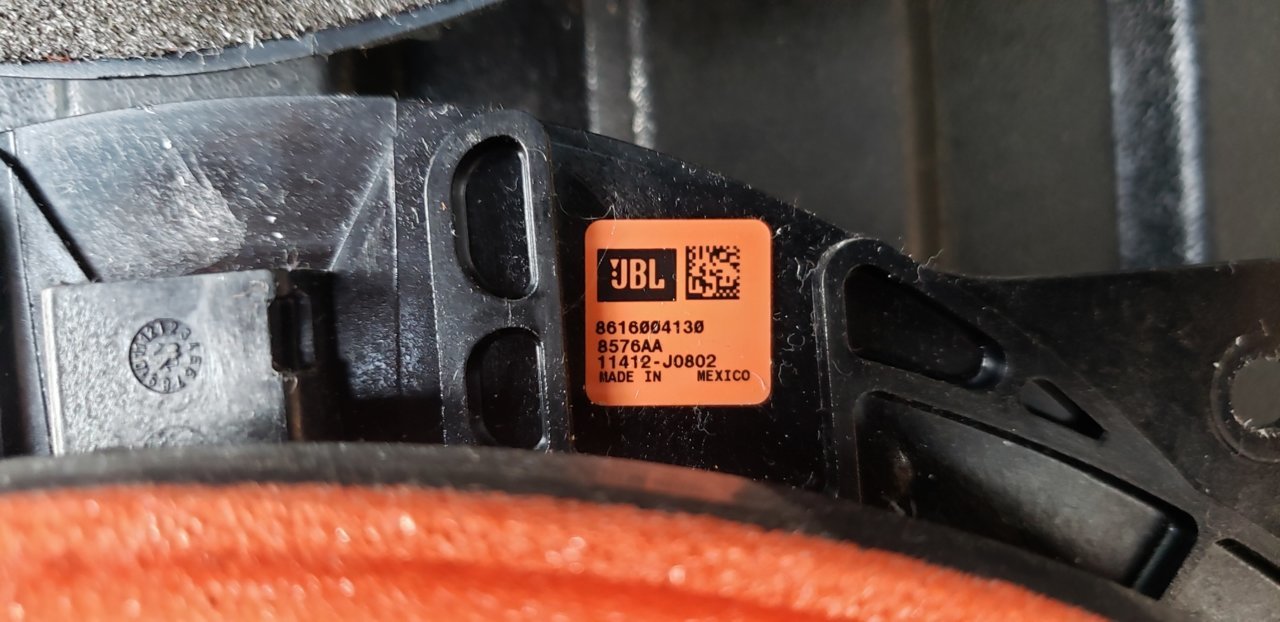 JBL
8616004130
8576AA
11412-J0802
MADE IN MEXICO